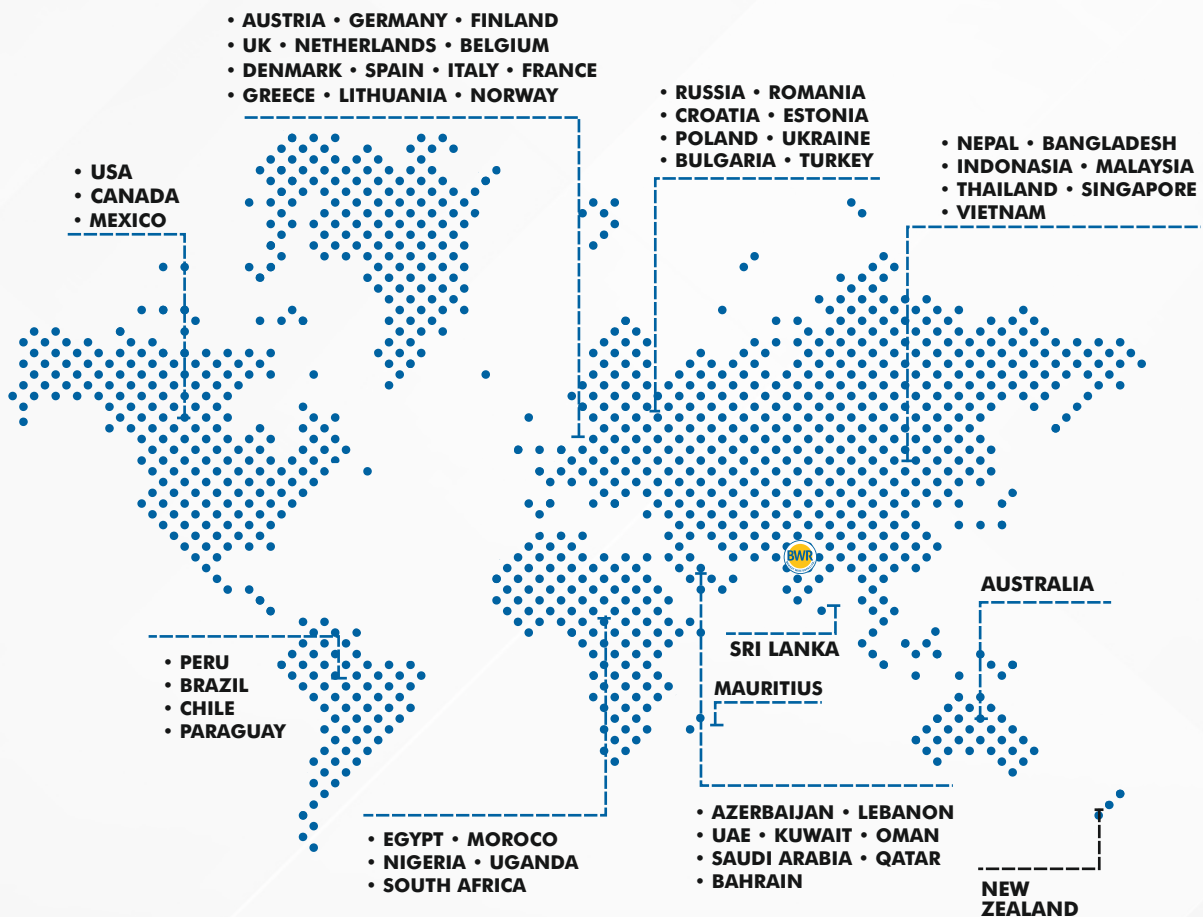 • AUSTRIA • GERMANY • FINLAND
• UK • NETHERLANDS • BELGIUM
• DENMARK • SPAIN • ITALY • FRANCE
• GREECE • LITHUANIA • NORWAY
• RUSSIA • ROMANIA
• CROATIA • ESTONIA
• POLAND • UKRAINE
• BULGARIA • TURKEY
• NEPAL • BANGLADESH
• INDONASIA • MALAYSIA
• THAILAND • SINGAPORE
• VIETNAM
• USA
• CANADA
• MEXICO
BWR
AUSTRALIA
SRI LANKA
MAURITIUS
• PERU
• BRAZIL
• CHILE
• PARAGUAY
• EGYPT • MOROCO
• NIGERIA • UGANDA
• SOUTH AFRICA
• AZERBAIJAN • LEBANON
• UAE • KUWAIT • OMAN
• SAUDI ARABIA • QATAR
• BAHRAIN
NEW
ZEALAND